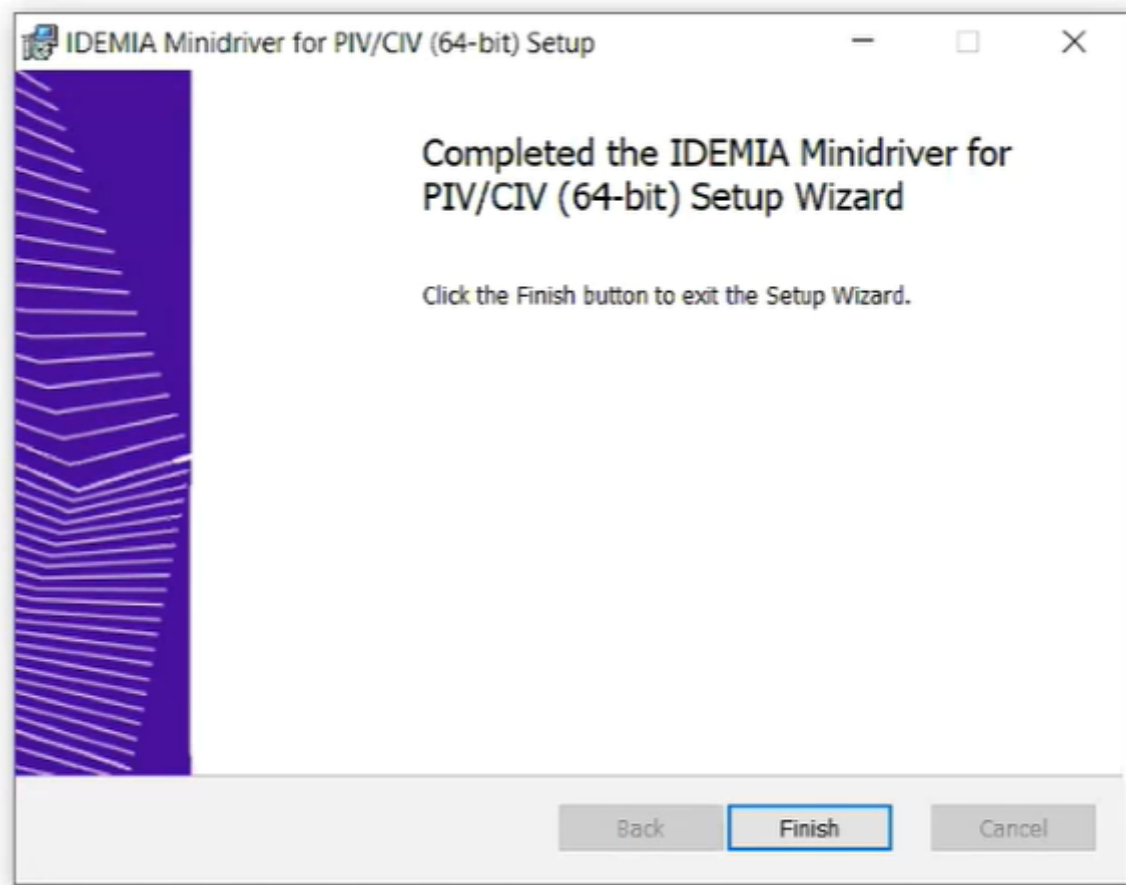 IDEMIA Minidriver for PIV/CIV (64-bit) Setup
Completed the IDEMIA Minidriver for
PIV/CIV (64-bit) Setup Wizard
Click the Finish button to exit the Setup Wizard.
Back Finish Cancel